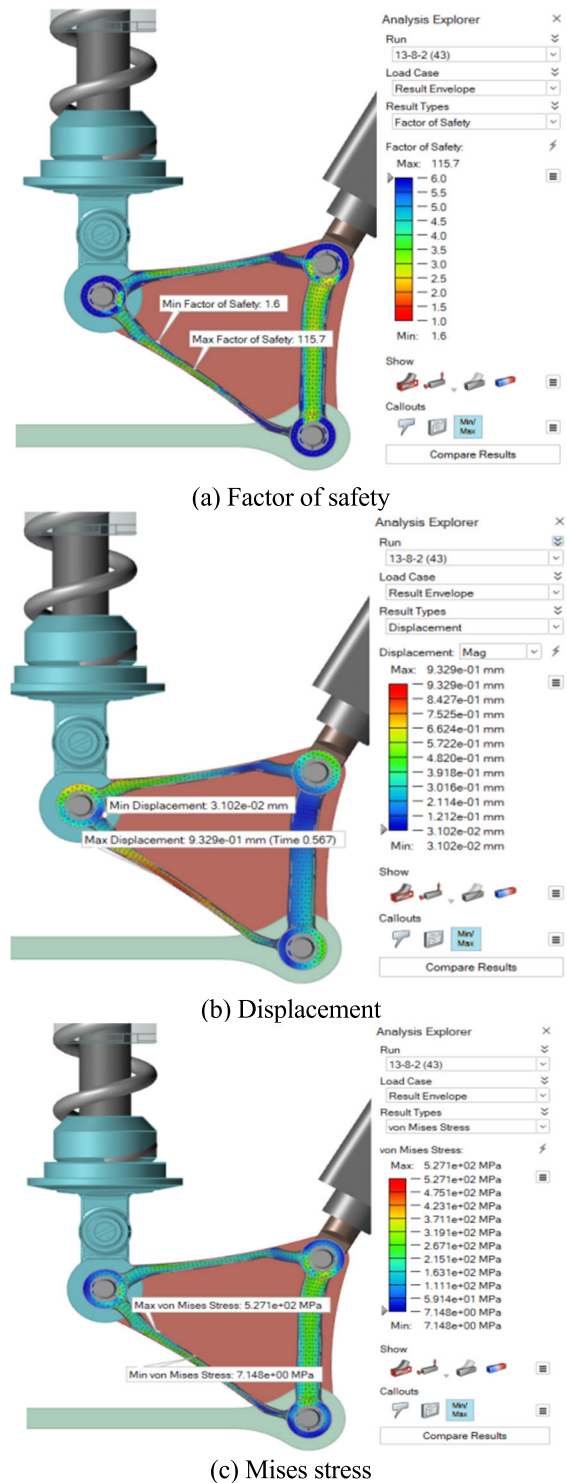 Analysis Explorer
Run
13-8-2 (43)
Load Case
Result Envelope
Result Types
Factor of Safety
Factor of Safety:
Max: 115.7
6.0
5.5
5.0
4.5
4.0
3.5
3.0
2.5
2.0
1.5
1.0
Min: 1.6
Show
Callouts
Min/
Max
Compare Results
Min Factor of Safety: 1.6
Max Factor of Safety: 115.7
(a) Factor of safety
Analysis Explorer
Run
13-8-2 (43)
Load Case
Result Envelope
Result Types
Displacement
Displacement: Mag
Max: 9.329e-01 mm
9.329e-01 mm
8.427e-01 mm
7.525e-01 mm
6.624e-01 mm
5.722e-01 mm
4.820e-01 mm
3.918e-01 mm
3.016e-01 mm
2.114e-01 mm
1.212e-01 mm
3.102e-02 mm
Min: 3.102e-02 mm
Show
Callouts
Min/
Max
Compare Results
Min Displacement: 3.102e-02 mm
Max Displacement: 9.329e-01 mm (Time 0.567)
(b) Displacement
Analysis Explorer
Run
13-8-2 (43)
Load Case
Result Envelope
Result Types
von Mises Stress
von Mises Stress:
Max: 5.271e+02 MPa
5.271e+02 MPa
4.751e+02 MPa
4.231e+02 MPa
3.711e+02 MPa
3.191e+02 MPa
2.671e+02 MPa
2.151e+02 MPa
1.631e+02 MPa
1.111e+02 MPa
5.914e+01 MPa
7.148e+00 MPa
Min: 7.148e+00 MPa
Show
Callouts
Min/
Max
Compare Results
Max von Mises Stress: 5.271e+02 MPa
Min von Mises Stress: 7.148e+00 MPa
(c) Mises stress